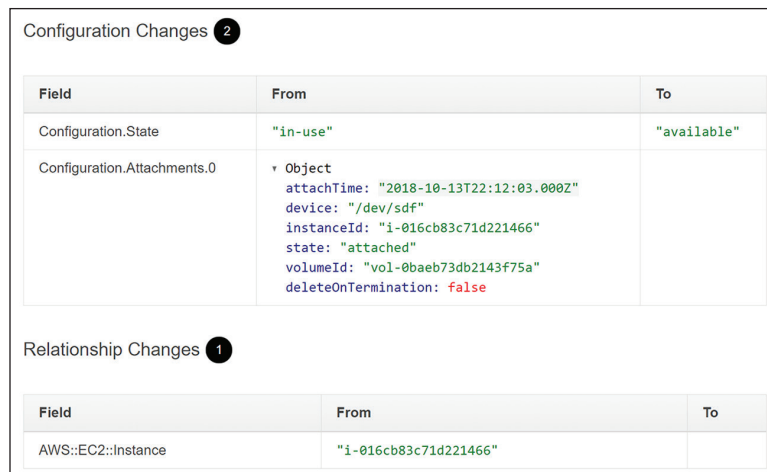 Configuration Changes 2
Field From To
Configuration.State "in-use" "available"
Configuration.Attachments.0 ▾ Object
attachTime: "2018-10-13T22:12:03.000Z"
device: "/dev/sdf"
instanceId: "i-016cb83c71d221466"
state: "attached"
volumeId: "vol-0baeb73db2143f75a"
deleteOnTermination: false
Relationship Changes 1
Field From To
AWS::EC2::Instance "i-016cb83c71d221466"